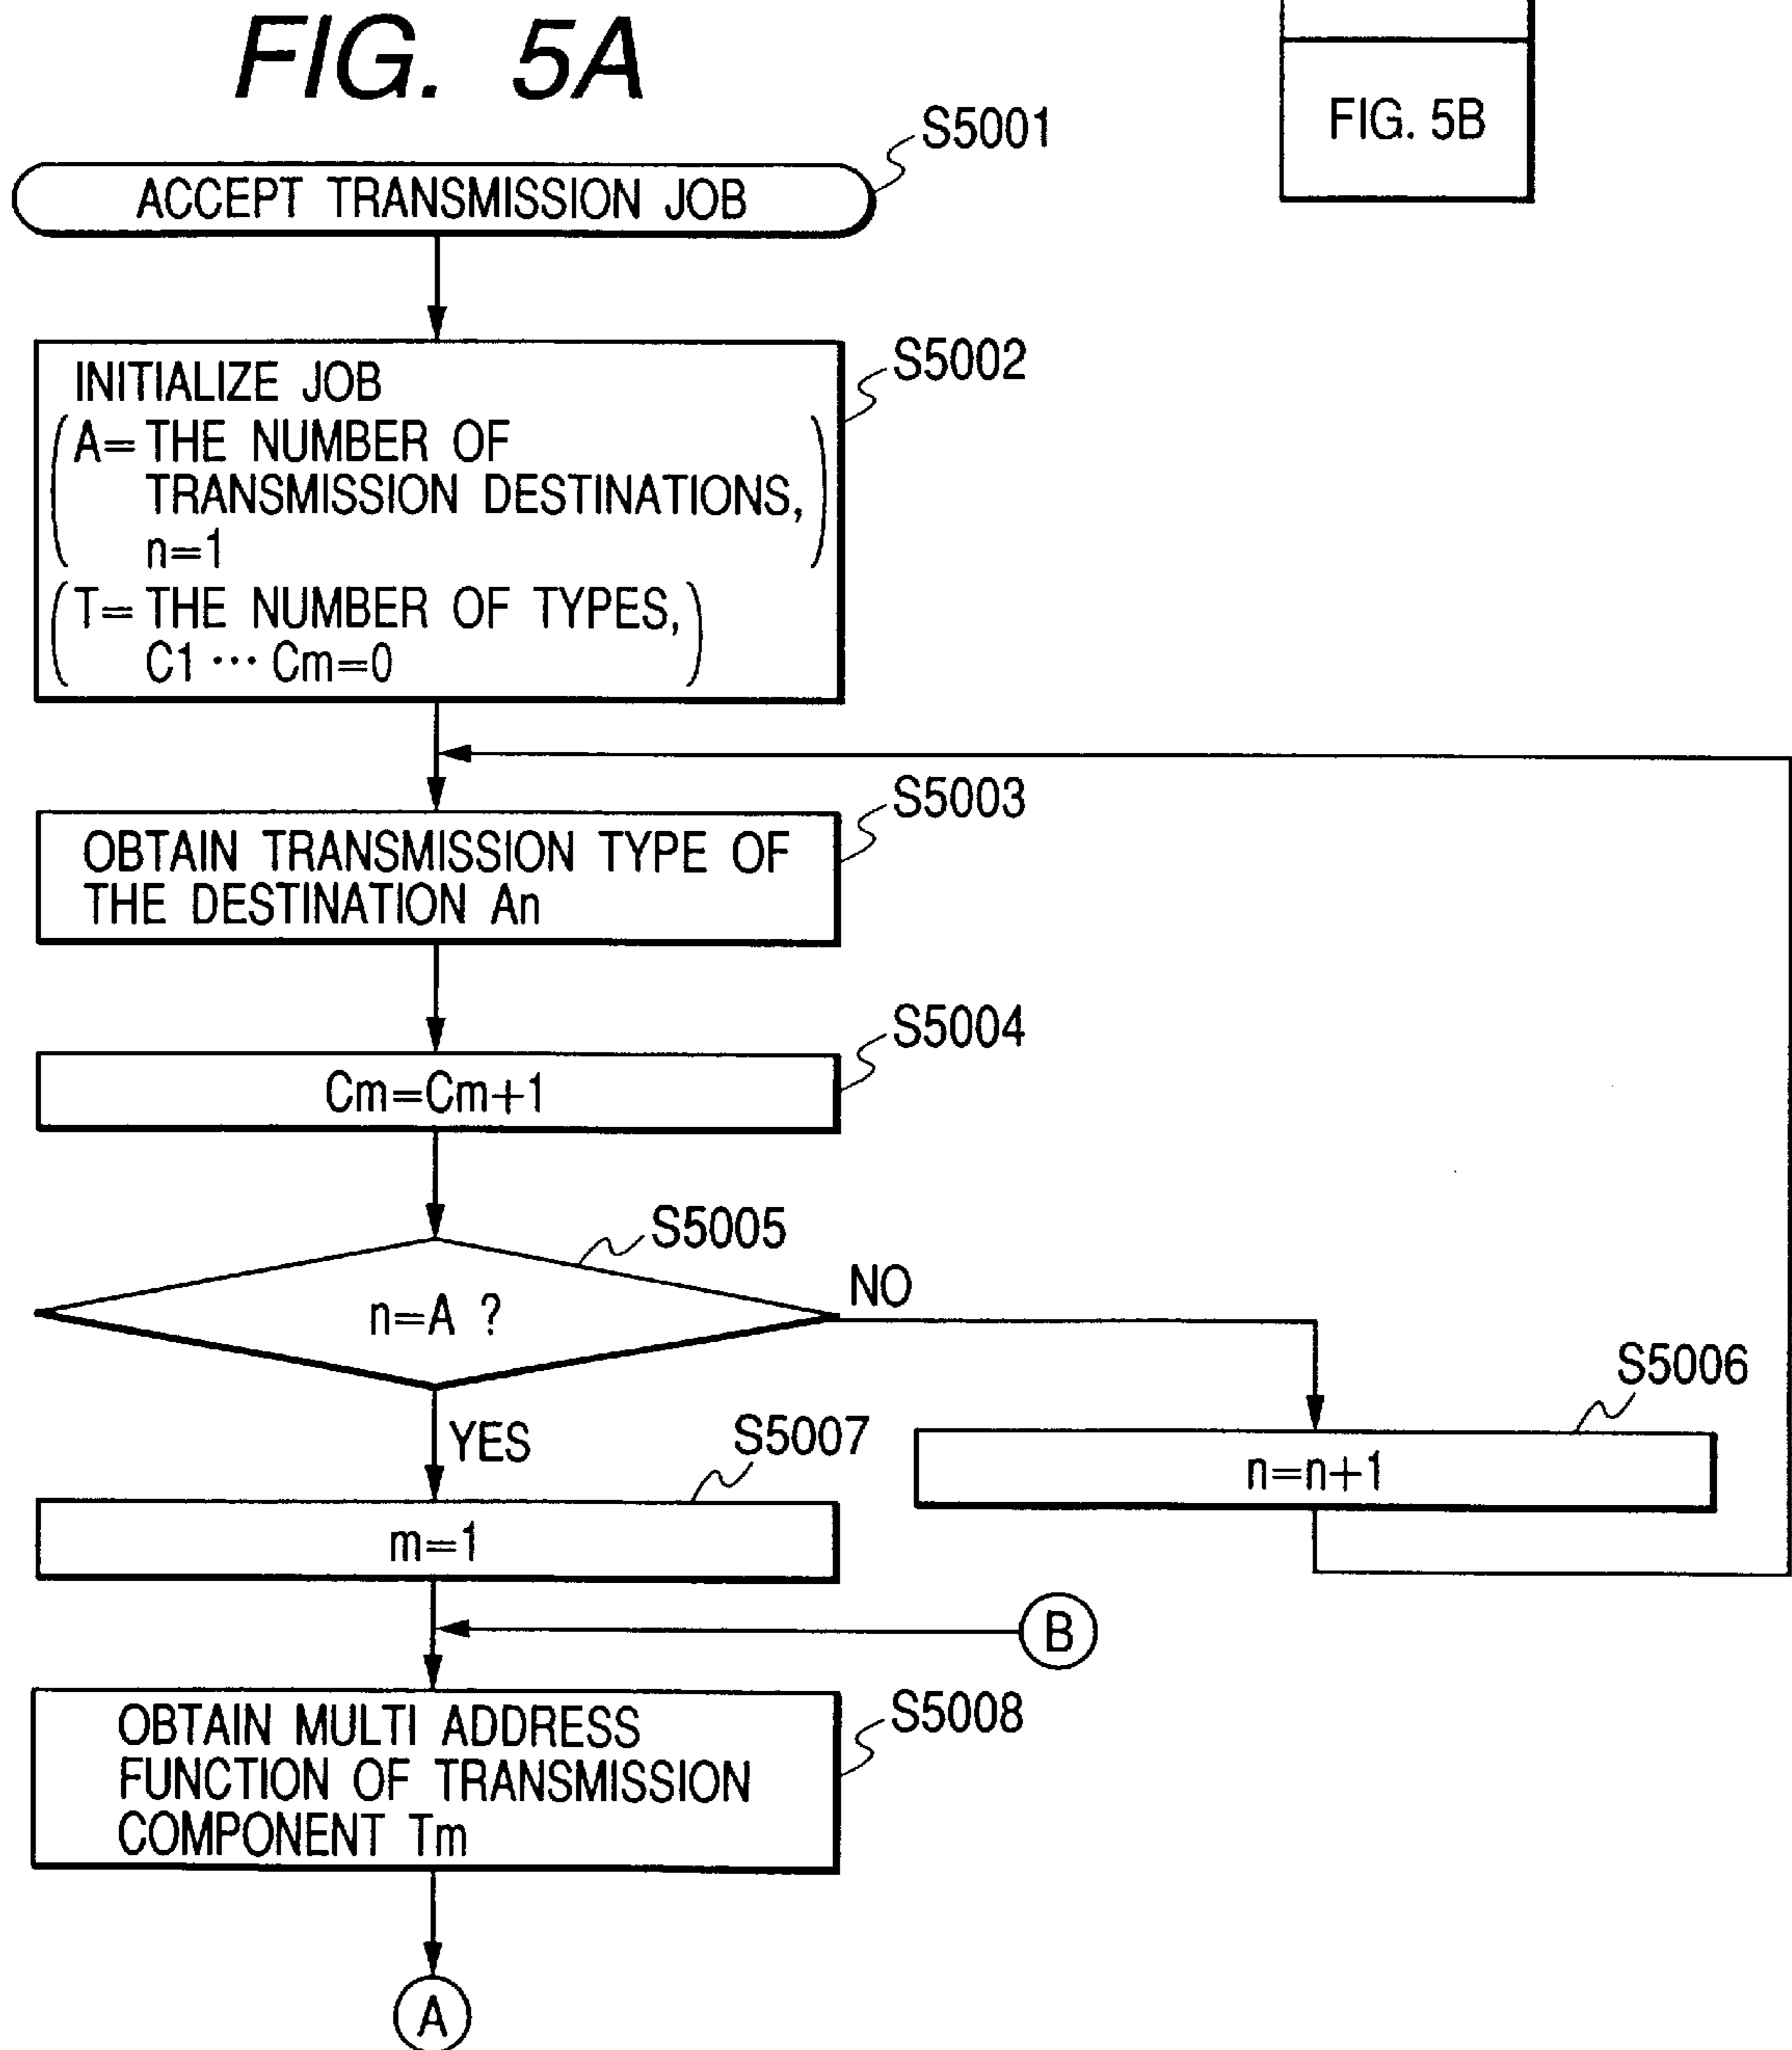 FIG. 5A
FIG. 5B
S5001
ACCEPT TRANSMISSION JOB
S5002
INITIALIZE JOB
A= THE NUMBER OF
TRANSMISSION DESTINATIONS,
n=1
T= THE NUMBER OF TYPES,
C1 ··· Cm=0
S5003
OBTAIN TRANSMISSION TYPE OF
THE DESTINATION An
S5004
Cm=Cm+1
S5005
n=A ?
NO
S5006
n=n+1
YES
S5007
m=1
B
S5008
OBTAIN MULTI ADDRESS
FUNCTION OF TRANSMISSION
COMPONENT Tm
A